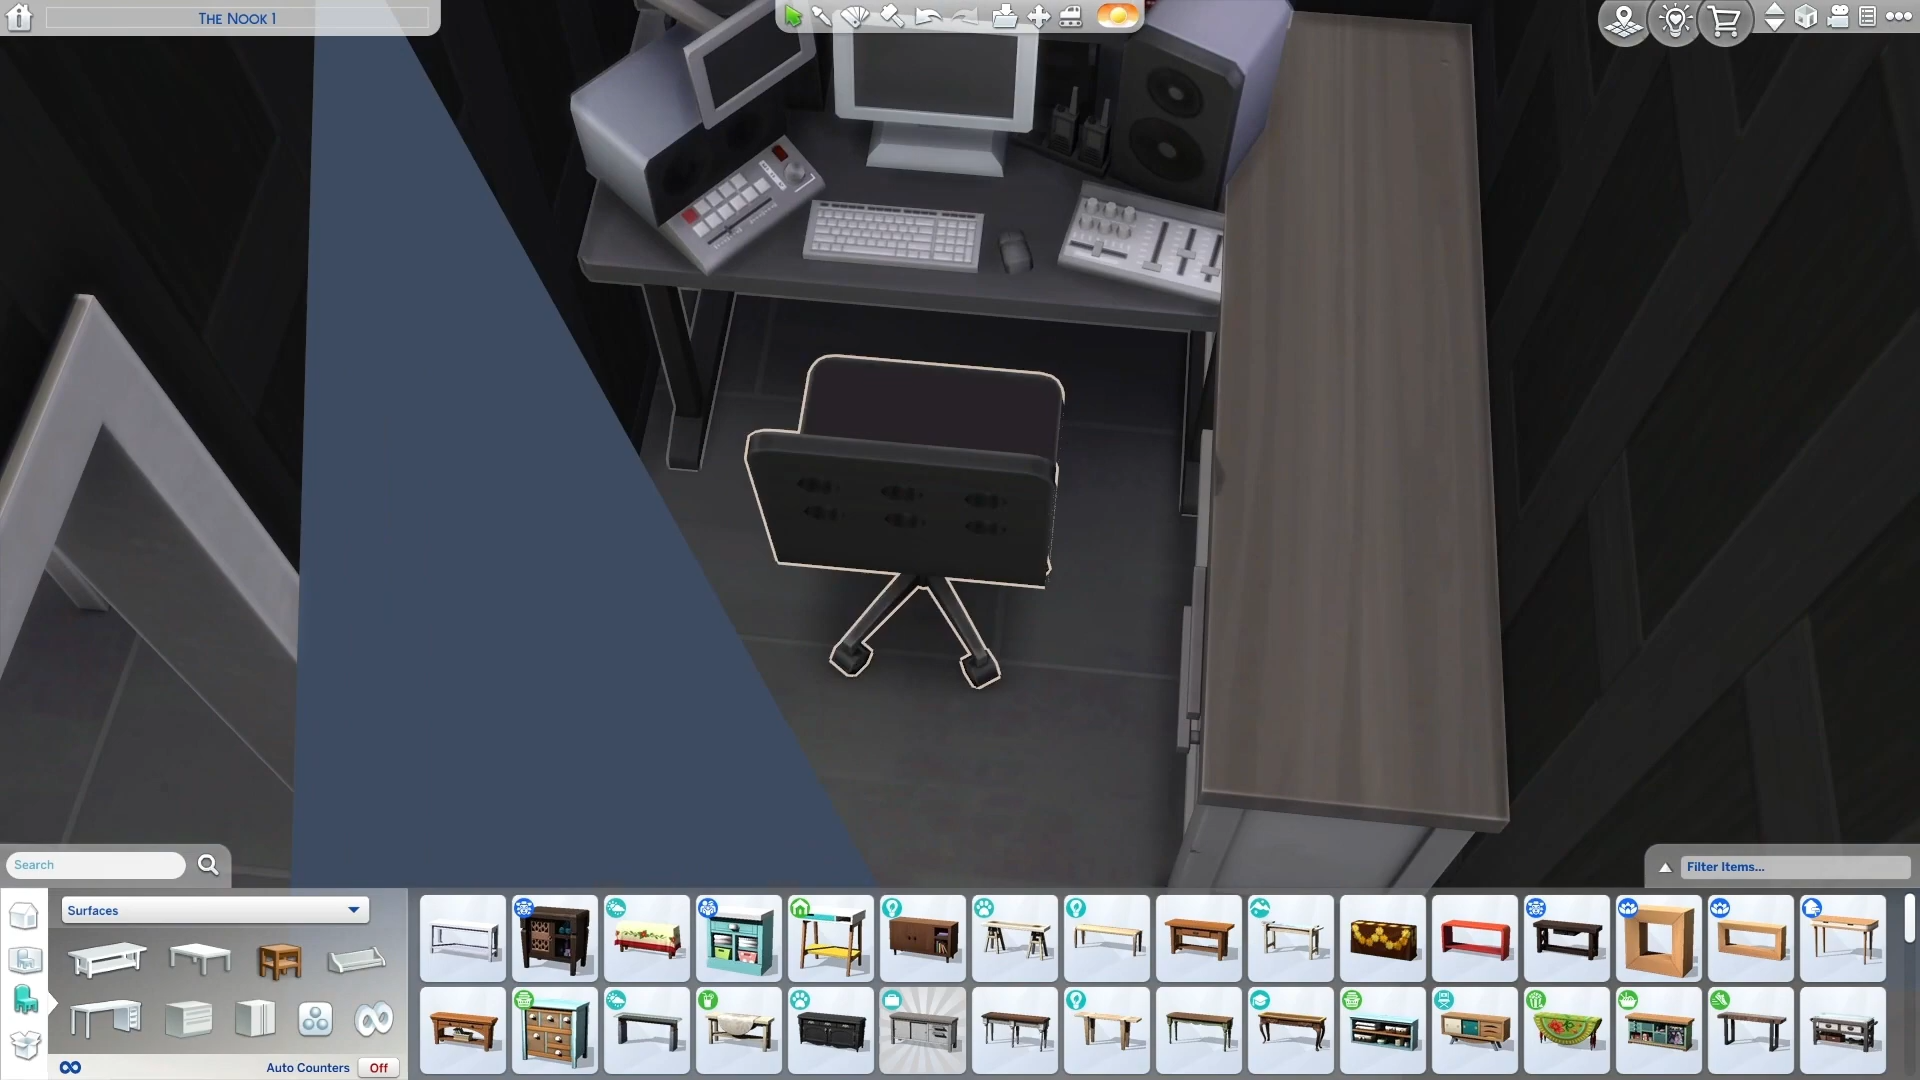 The Nook 1
Search
Filter Items...
Surfaces
Auto Counters
Off